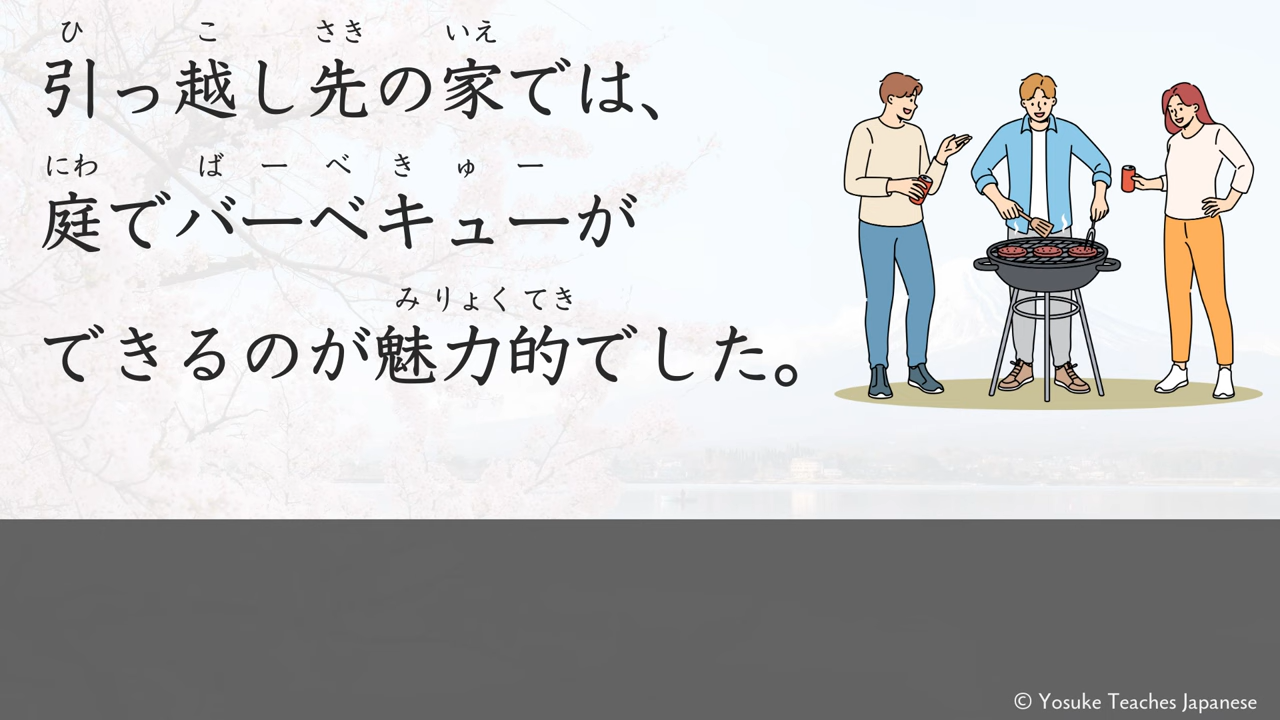 ひ こ さき いえ
引っ越し先の家では、
にわ ばーべきゅー
庭でバーベキューが
みりょくてき
できるのが魅力的でした。
© Yosuke Teaches Japanese